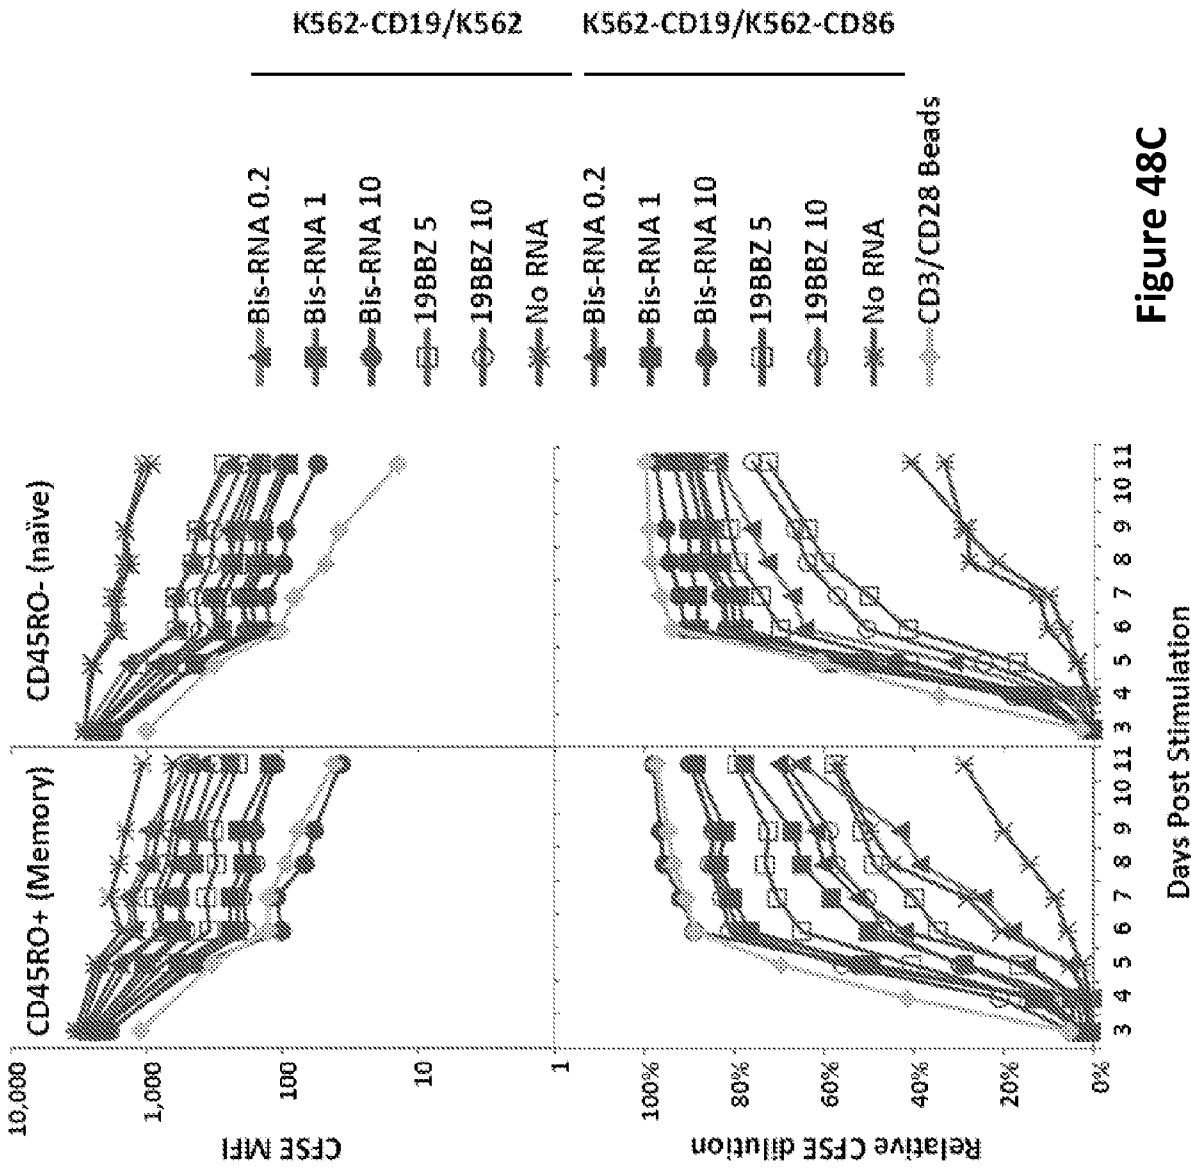 CD45RO+ (Memory)
CD45RO- (naïve)
10,000
1,000
100
10
1
CFSE MFI
100%
80%
60%
40%
20%
0%
Relative CFSE dilution
3 4 5 6 7 8 9 10 11
3 4 5 6 7 8 9 10 11
Days Post Stimulation
Bis-RNA 0.2
Bis-RNA 1
Bis-RNA 10
19BBZ 5
19BBZ 10
No RNA
K562-CD19/K562
Bis-RNA 0.2
Bis-RNA 1
Bis-RNA 10
19BBZ 5
19BBZ 10
No RNA
K562-CD19/K562-CD86
CD3/CD28 Beads
Figure 48C